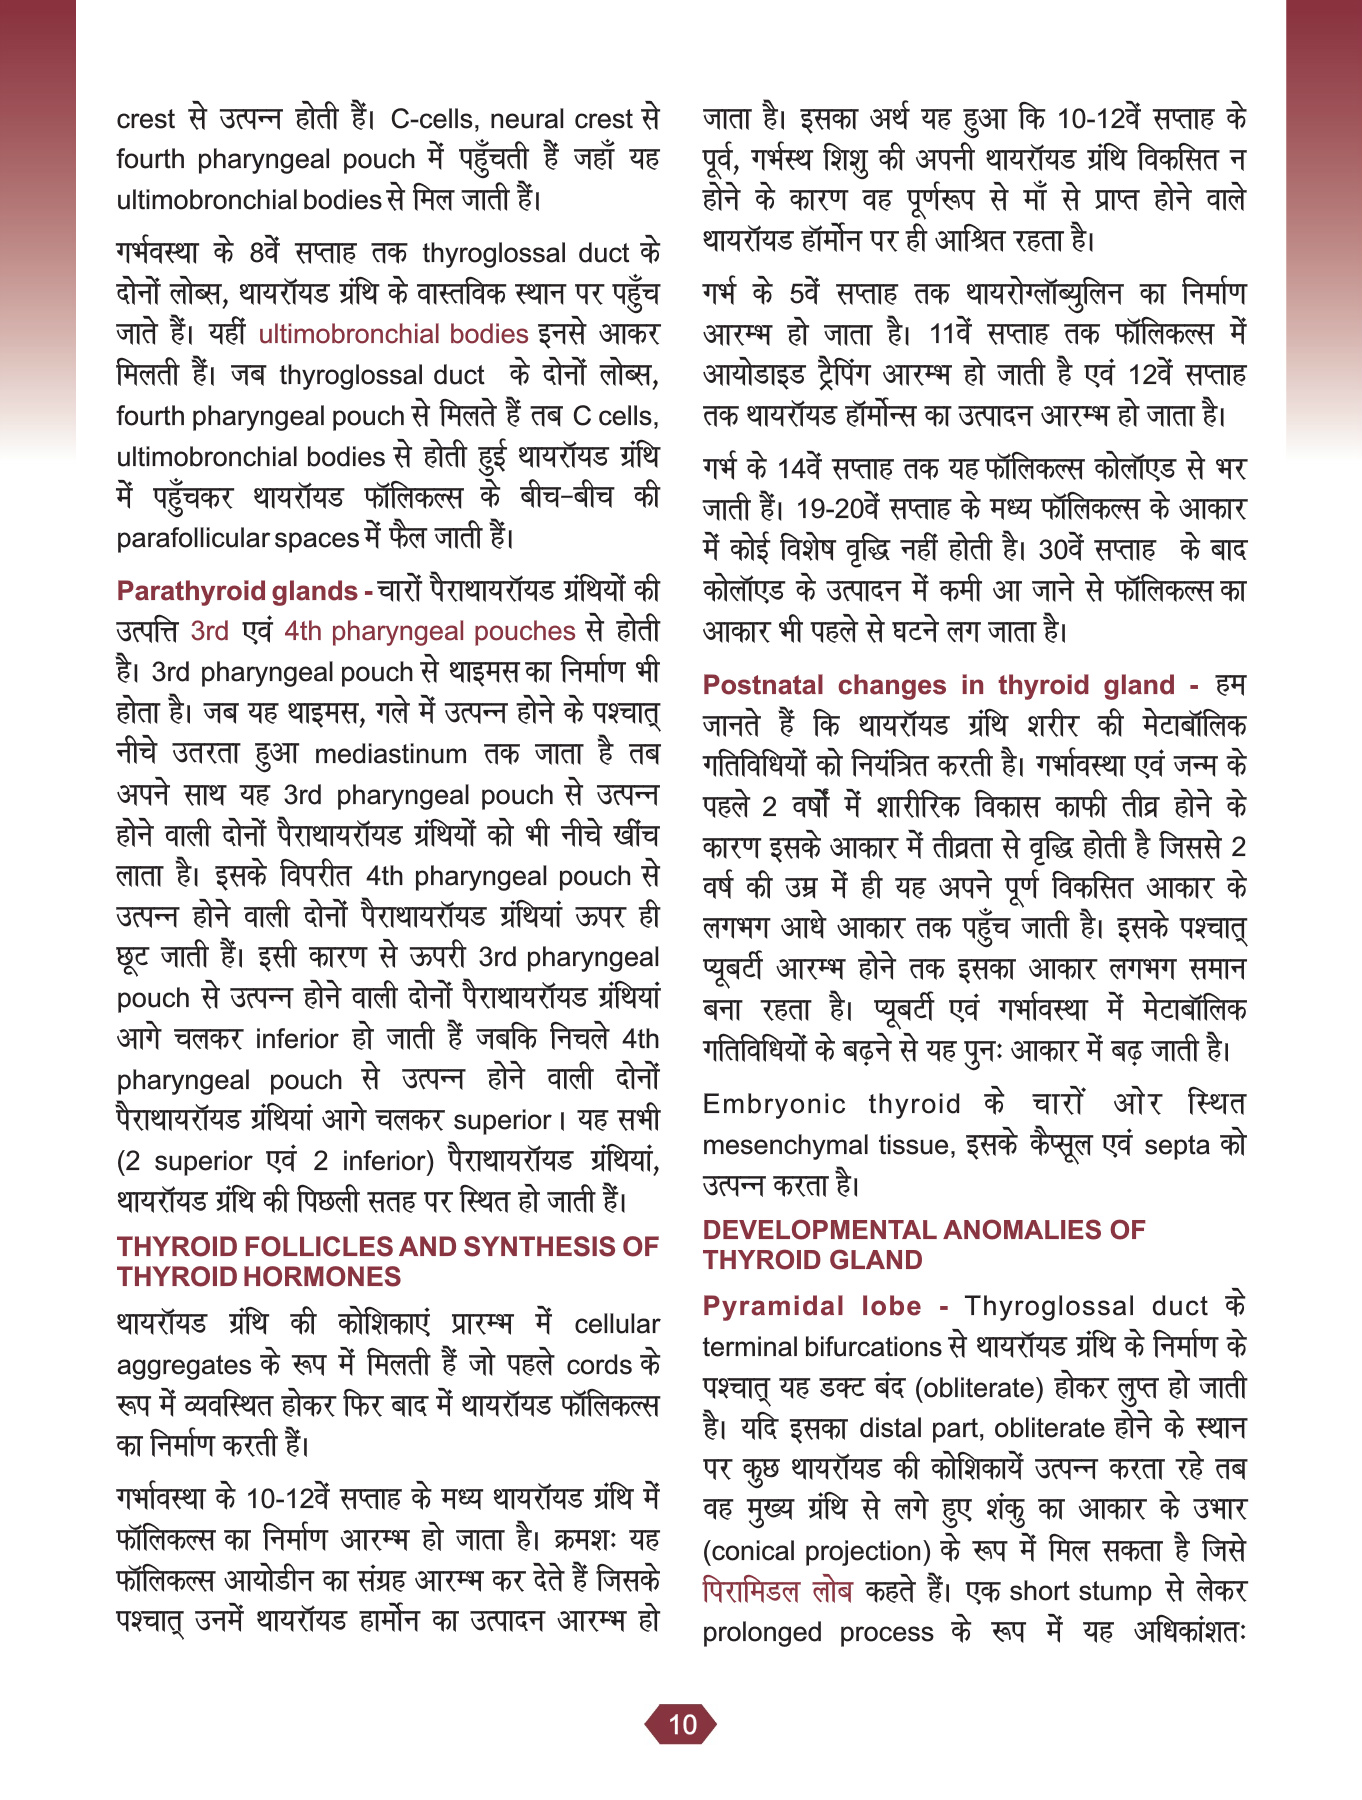 crest से उत्पन्न होती हैं। C-cells, neural crest से
fourth pharyngeal pouch में पहुँचती हैं जहाँ यह
ultimobronchial bodies से मिल जाती हैं।
गर्भवस्था के 8वें सप्ताह तक thyroglossal duct के
दोनों लोब्स, थायरॉयड ग्रंथि के वास्तविक स्थान पर पहुँच
जाते हैं। यहीं ultimobronchial bodies इनसे आकर
मिलती हैं। जब thyroglossal duct के दोनों लोब्स,
fourth pharyngeal pouch से मिलते हैं तब C cells,
ultimobronchial bodies से होती हुई थायरॉयड ग्रंथि
में पहुँचकर थायरॉयड फॉलिकल्स के बीच-बीच की
parafollicular spaces में फैल जाती हैं।
Parathyroid glands - चारों पैराथायरॉयड ग्रंथियों की
उत्पत्ति 3rd एवं 4th pharyngeal pouches से होती
है। 3rd pharyngeal pouch से थाइमस का निर्माण भी
होता है। जब यह थाइमस, गले में उत्पन्न होने के पश्चात्
नीचे उतरता हुआ mediastinum तक जाता है तब
अपने साथ यह 3rd pharyngeal pouch से उत्पन्न
होने वाली दोनों पैराथायरॉयड ग्रंथियों को भी नीचे खींच
लाता है। इसके विपरीत 4th pharyngeal pouch से
उत्पन्न होने वाली दोनों पैराथायरॉयड ग्रंथियां ऊपर ही
छूट जाती हैं। इसी कारण से ऊपरी 3rd pharyngeal
pouch से उत्पन्न होने वाली दोनों पैराथायरॉयड ग्रंथियां
आगे चलकर inferior हो जाती हैं जबकि निचले 4th
pharyngeal pouch से उत्पन्न होने वाली दोनों
पैराथायरॉयड ग्रंथियां आगे चलकर superior । यह सभी
(2 superior एवं 2 inferior) पैराथायरॉयड ग्रंथियां,
थायरॉयड ग्रंथि की पिछली सतह पर स्थित हो जाती हैं।
THYROID FOLLICLES AND SYNTHESIS OF
THYROID HORMONES
थायरॉयड ग्रंथि की कोशिकाएं प्रारम्भ में cellular
aggregates के रूप में मिलती हैं जो पहले cords के
रूप में व्यवस्थित होकर फिर बाद में थायरॉयड फॉलिकल्स
का निर्माण करती हैं।
गर्भावस्था के 10-12वें सप्ताह के मध्य थायरॉयड ग्रंथि में
फॉलिकल्स का निर्माण आरम्भ हो जाता है। क्रमशः यह
फॉलिकल्स आयोडीन का संग्रह आरम्भ कर देते हैं जिसके
पश्चात् उनमें थायरॉयड हार्मोन का उत्पादन आरम्भ हो
जाता है। इसका अर्थ यह हुआ कि 10-12वें सप्ताह के
पूर्व, गर्भस्थ शिशु की अपनी थायरॉयड ग्रंथि विकसित न
होने के कारण वह पूर्णरूप से माँ से प्राप्त होने वाले
थायरॉयड हॉर्मोन पर ही आश्रित रहता है।
गर्भ के 5वें सप्ताह तक थायरोग्लॉब्युलिन का निर्माण
आरम्भ हो जाता है। 11वें सप्ताह तक फॉलिकल्स में
आयोडाइड ट्रैपिंग आरम्भ हो जाती है एवं 12वें सप्ताह
तक थायरॉयड हॉर्मोन्स का उत्पादन आरम्भ हो जाता है।
गर्भ के 14वें सप्ताह तक यह फॉलिकल्स कोलॉएड से भर
जाती हैं। 19-20वें सप्ताह के मध्य फॉलिकल्स के आकार
में कोई विशेष वृद्धि नहीं होती है। 30वें सप्ताह के बाद
कोलॉएड के उत्पादन में कमी आ जाने से फॉलिकल्स का
आकार भी पहले से घटने लग जाता है।
Postnatal changes in thyroid gland - हम
जानते हैं कि थायरॉयड ग्रंथि शरीर की मेटाबॉलिक
गतिविधियों को नियंत्रित करती है। गर्भावस्था एवं जन्म के
पहले 2 वर्षों में शारीरिक विकास काफी तीव्र होने के
कारण इसके आकार में तीव्रता से वृद्धि होती है जिससे 2
वर्ष की उम्र में ही यह अपने पूर्ण विकसित आकार के
लगभग आधे आकार तक पहुँच जाती है। इसके पश्चात्
प्यूबर्टी आरम्भ होने तक इसका आकार लगभग समान
बना रहता है। प्यूबर्टी एवं गर्भावस्था में मेटाबॉलिक
गतिविधियों के बढ़ने से यह पुनः आकार में बढ़ जाती है।
Embryonic thyroid के चारों ओर स्थित
mesenchymal tissue, इसके कैप्सूल एवं septa को
उत्पन्न करता है।
DEVELOPMENTAL ANOMALIES OF
THYROID GLAND
Pyramidal lobe - Thyroglossal duct के
terminal bifurcations से थायरॉयड ग्रंथि के निर्माण के
पश्चात् यह डक्ट बंद (obliterate) होकर लुप्त हो जाती
है। यदि इसका distal part, obliterate होने के स्थान
पर कुछ थायरॉयड की कोशिकायें उत्पन्न करता रहे तब
वह मुख्य ग्रंथि से लगे हुए शंकु का आकार के उभार
(conical projection) के रूप में मिल सकता है जिसे
पिरामिडल लोब कहते हैं। एक short stump से लेकर
prolonged process के रूप में यह अधिकांशतः
10